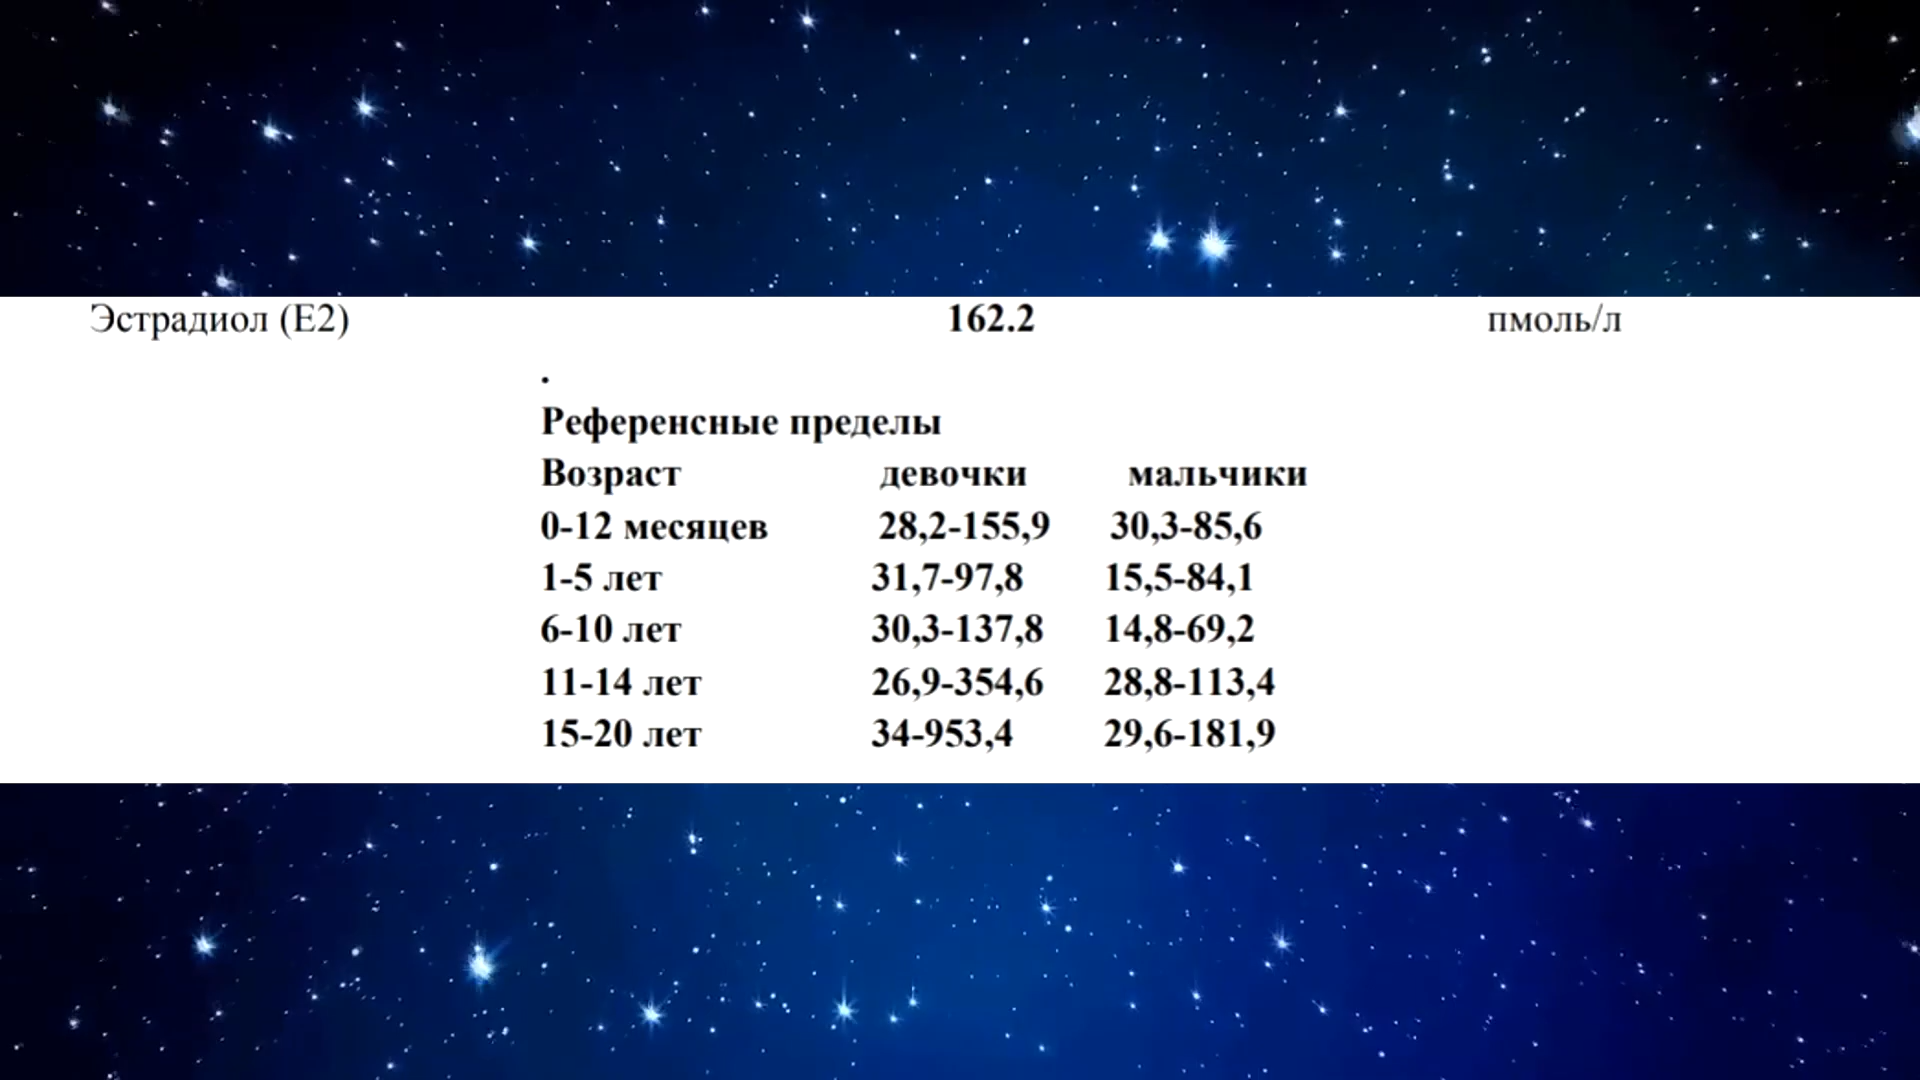 Эстрадиол (E2) 162.2 пмоль/л
.
Референсные пределы
Возраст девочки мальчики
0-12 месяцев 28,2-155,9 30,3-85,6
1-5 лет 31,7-97,8 15,5-84,1
6-10 лет 30,3-137,8 14,8-69,2
11-14 лет 26,9-354,6 28,8-113,4
15-20 лет 34-953,4 29,6-181,9